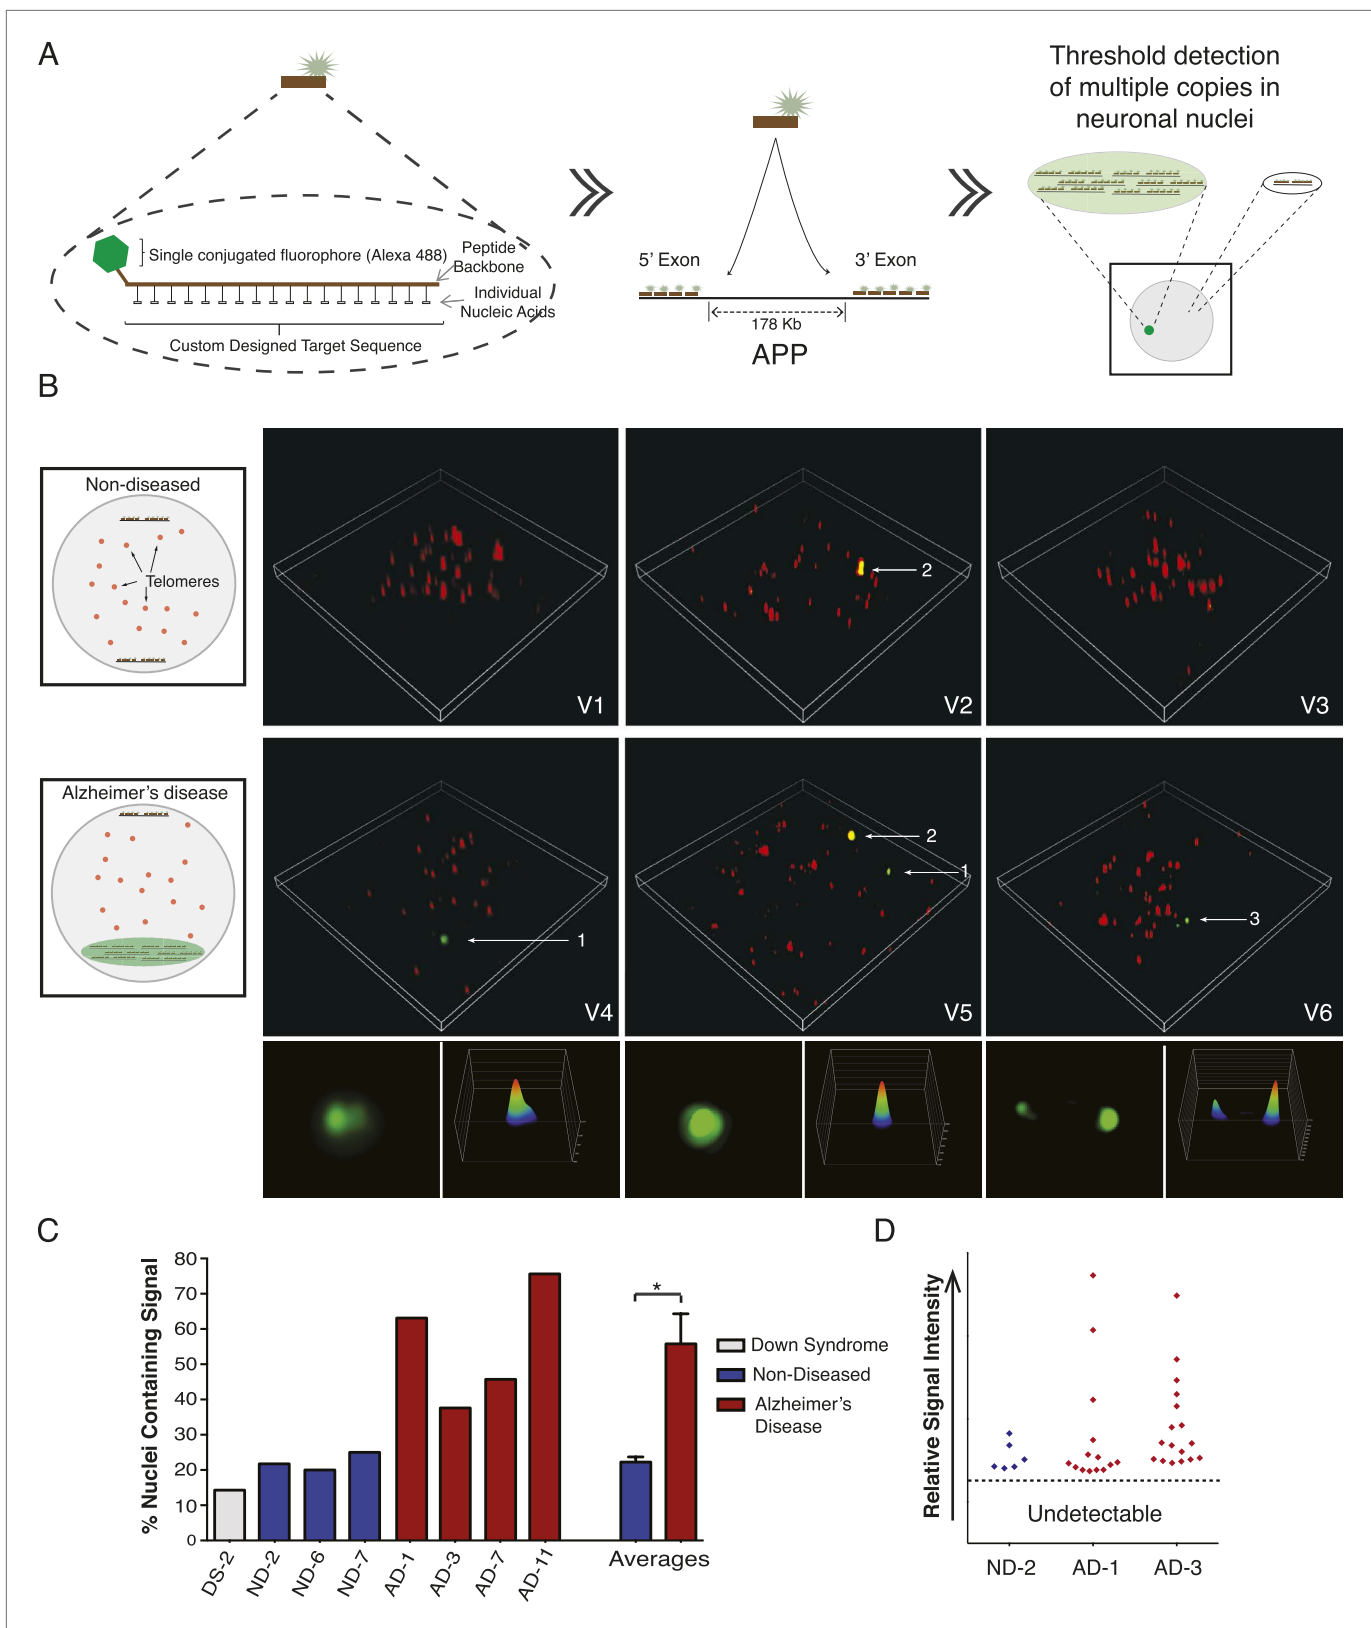 A
Threshold detection
of multiple copies in
neuronal nuclei
Single conjugated fluorophore (Alexa 488)
Peptide
Backbone
Individual
Nucleic Acids
Custom Designed Target Sequence
5’ Exon
3’ Exon
178 Kb
APP
B
Non-diseased
Telomeres
V1
2
V2
V3
Alzheimer’s disease
1
V4
2
1
V5
3
V6
C
% Nuclei Containing Signal
80
70
60
50
40
30
20
10
0
DS-2
ND-2
ND-6
ND-7
AD-1
AD-3
AD-7
AD-11
Averages
*
Down Syndrome
Non-Diseased
Alzheimer’s
Disease
D
Relative Signal Intensity
Undetectable
ND-2
AD-1
AD-3